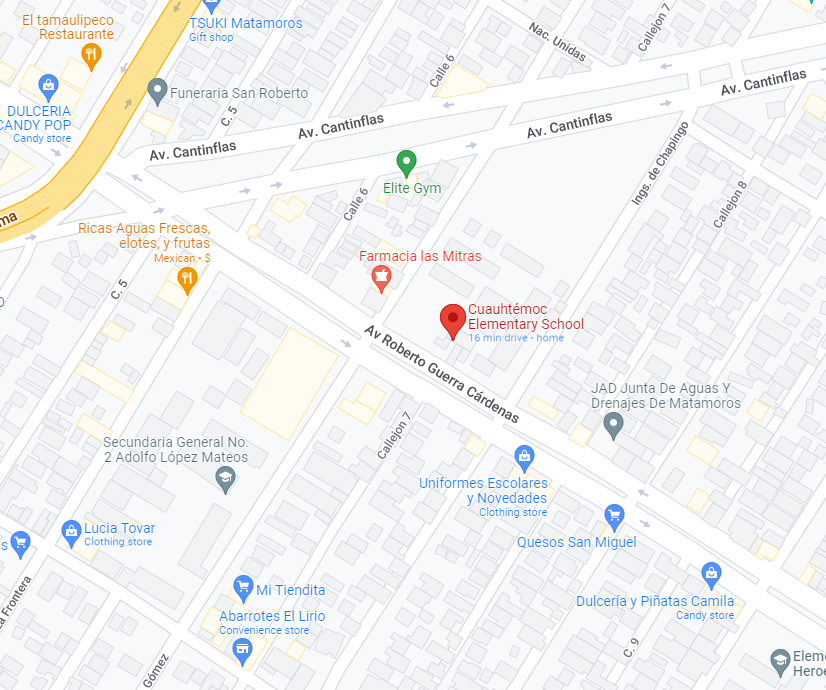 El tamaulipeco
Restaurante
TSUKI Matamoros
Gift shop
Calle 6
Nac. Unidas
Callejon 7
DULCERIA
CANDY POP
Candy store
Funeraria San Roberto
C. 5
Av. Cantinflas
Av. Cantinflas
Av. Cantinflas
Av. Cantinflas
Elite Gym
Calle 6
Ings. de Chapingo
Callejon 8
ma
Ricas Aguas Frescas,
elotes, y frutas
Mexican • $
C. 5
Farmacia las Mitras
Cuauhtémoc
Elementary School
16 min drive - home
Av Roberto Guerra Cárdenas
JAD Junta De Aguas Y
Drenajes De Matamoros
Callejon 7
Secundaria General No.
2 Adolfo López Mateos
Uniformes Escolares
y Novedades
Clothing store
Lucia Tovar
Clothing store
s
Quesos San Miguel
Mi Tiendita
Abarrotes El Lirio
Convenience store
a Frontera
Gómez
Dulcería y Piñatas Camila
Candy store
C. 9
Eleme
Heroe